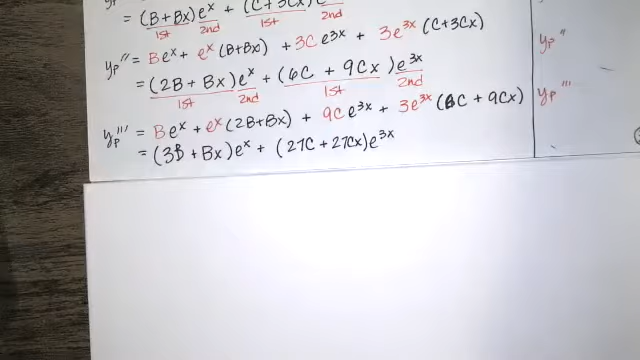 = (B+Bx)eˣ + (C+3Cx)
1st 2nd 1st 2nd
yp'' = Beˣ + eˣ(B+Bx) + 3Ce³ˣ + 3e³ˣ(C+3Cx)
yp''
= (2B + Bx)eˣ + (6C + 9Cx)e³ˣ
1st 2nd 1st 2nd
yp''' = Beˣ + eˣ(2B+Bx) + 9Ce³ˣ + 3e³ˣ(6C + 9Cx)
yp'''
= (3B + Bx)eˣ + (27C + 27Cx)e³ˣ